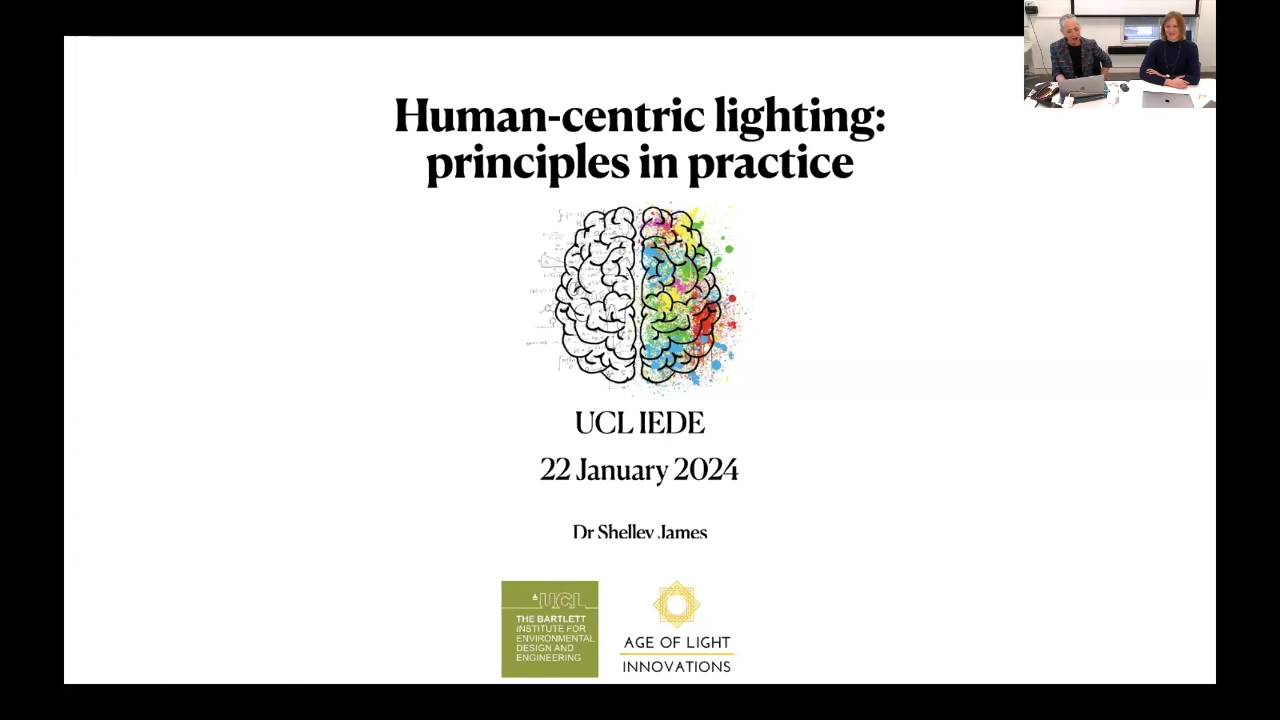 Human-centric lighting:
principles in practice
UCL IEDE
22 January 2024
Dr Shelley James
UCL
THE BARTLETT
INSTITUTE FOR
ENVIRONMENTAL
DESIGN AND
ENGINEERING
AGE OF LIGHT
INNOVATIONS